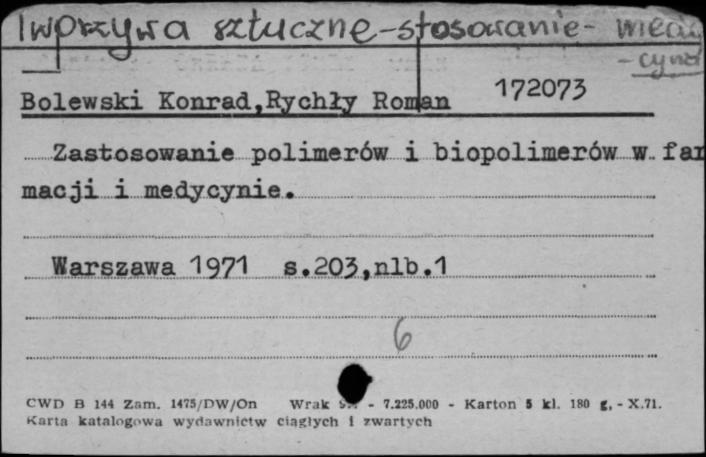 Tworzywa sztuczne-stosowanie-
- cyna
Bolewski Konrad,Rychły Roman 172073
Zastosowanie polimerów i biopolimerów w far
macji i medycynie.
Warszawa 1971 s.203,nlb.1
6
CWD B 144 Zam. 1475/DW/On Wrak - 7.225.000 - Karton 5 kl. 180 g, - X.71.
Karta katalogowa wydawnictw ciągłych i zwartych